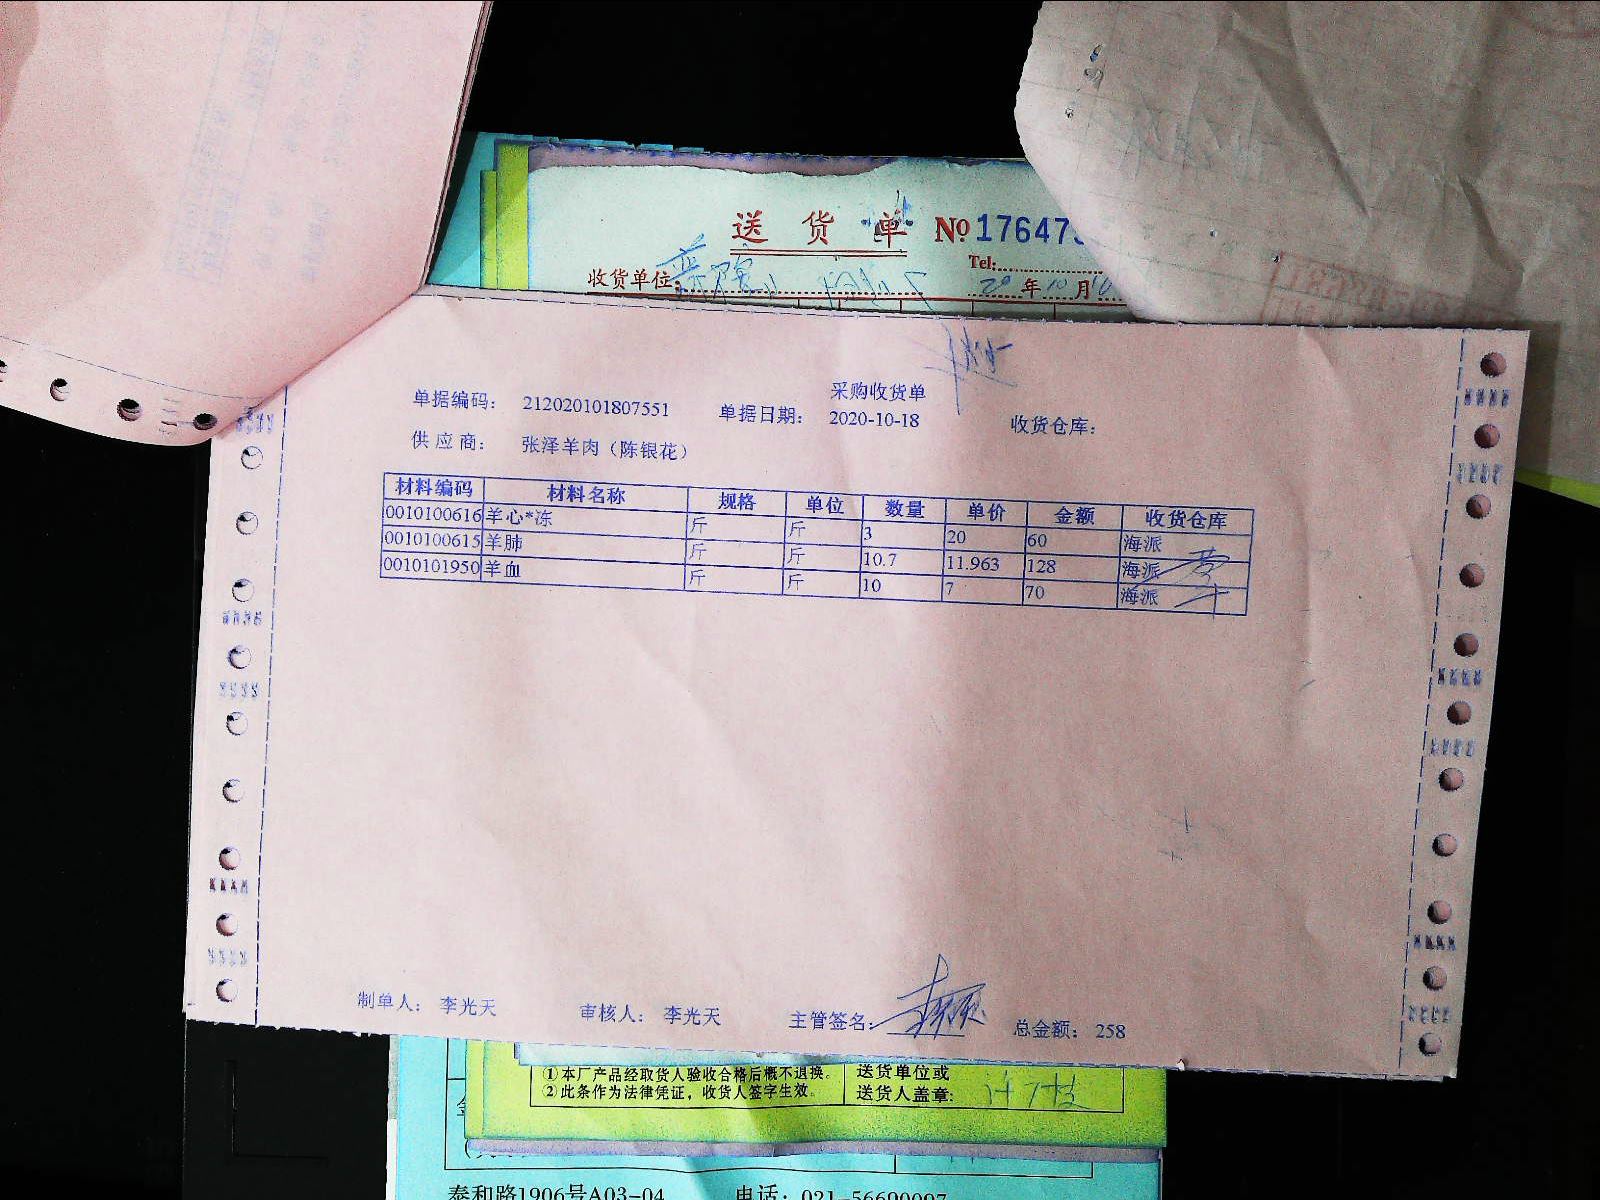 送 货 单 №17647
Tel:
收货单位:
20 年 10 月
采购收货单
单据编码: 212020101807551 单据日期: 2020-10-18 收货仓库:
供应商: 张泽羊肉（陈银花）
材料编码 材料名称 规格 单位 数量 单价 金额 收货仓库
0010100616 羊心*冻 斤 斤 3 20 60 海派
0010100615 羊肺 斤 斤 10.7 11.963 128 海派
0010101950 羊血 斤 斤 10 7 70 海派
制单人: 李光天 审核人: 李光天 主管签名: 总金额: 258
①本厂产品经取货人验收合格后概不退换。 送货单位或
②此条作为法律凭证，收货人签字生效。 送货人盖章:
泰和路1906号A03-04 电话: 021-56690097